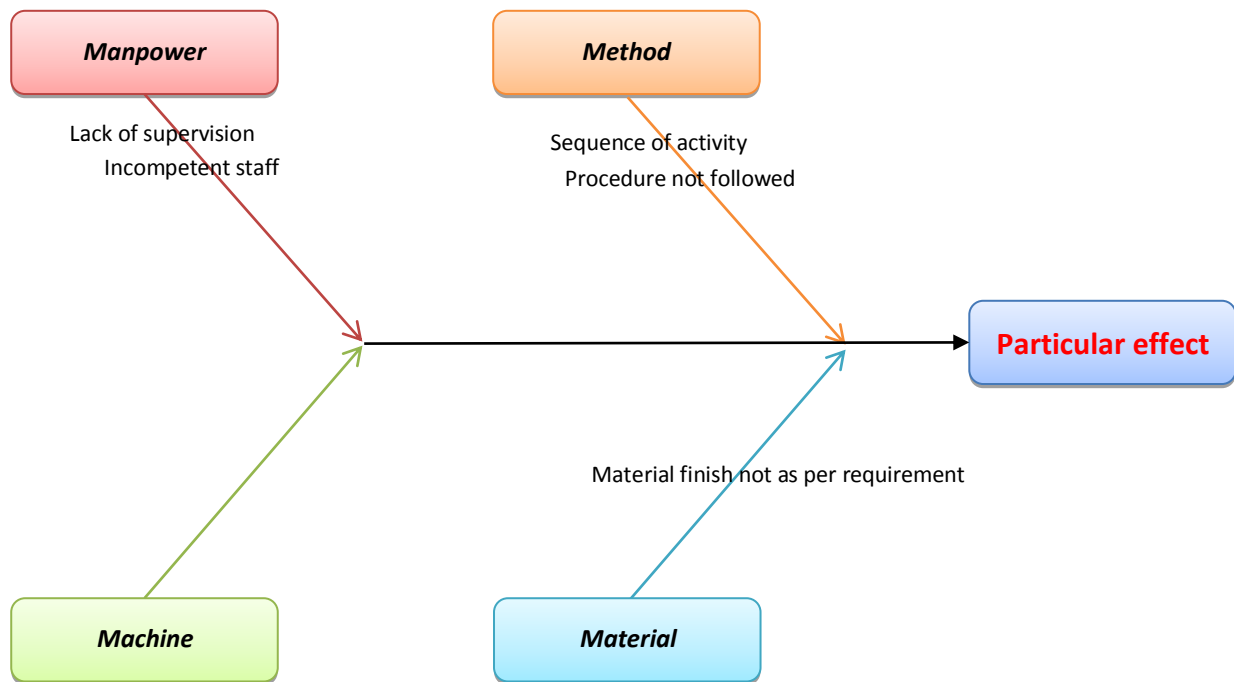 Manpower
Method
Lack of supervision
Incompetent staff
Sequence of activity
Procedure not followed
Particular effect
Material finish not as per requirement
Machine
Material